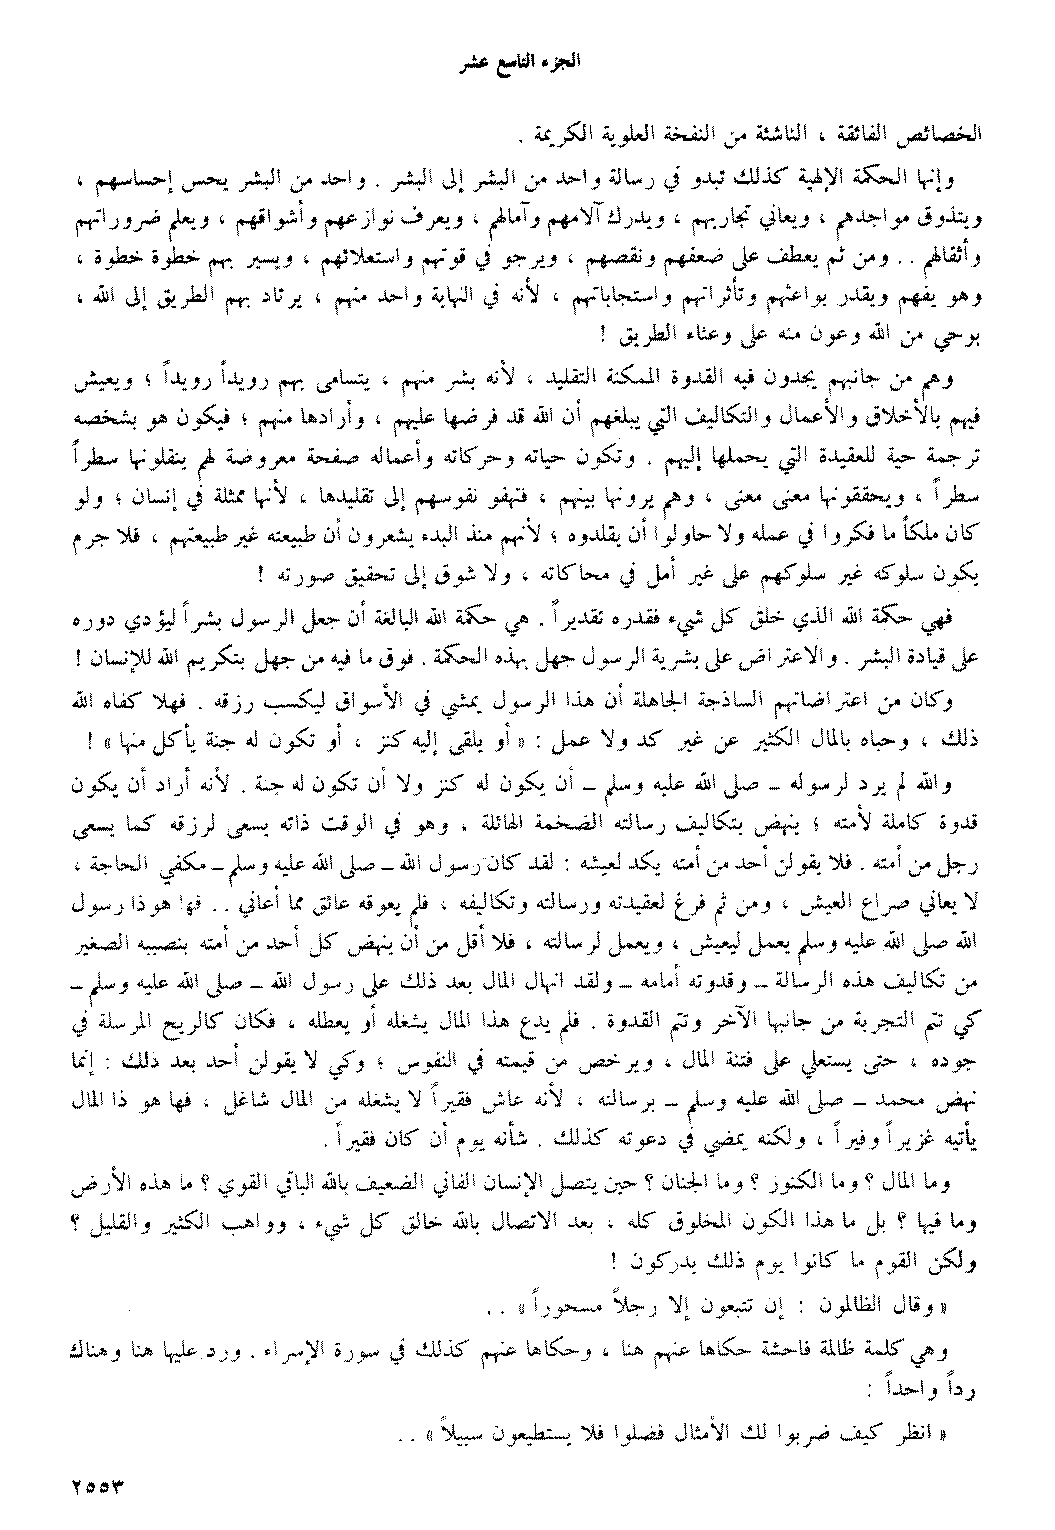 الجزء التاسع عشر
الخصائص الفائقة ، الناشئة من النفخة العلوية الكريمة .
وإنها الحكمة الإلهية كذلك تبدو في رسالة واحد من البشر إلى البشر . واحد من البشر يحس إحساسهم ،
ويتذوق مواجدهم ، ويعاني تجاربهم ، ويدرك آلامهم وآمالهم ، ويعرف نوازعهم وأشواقهم ، ويعلم ضروراتهم
وأثقالهم .. ومن ثم يعطف على ضعفهم ونقصهم ، ويرجو في قوتهم واستعلائهم ، ويسير بهم خطوة خطوة ،
وهو يفهم ويقدر بواعثهم وتأثراتهم واستجاباتهم ، لأنه في النهاية واحد منهم ، يرتاد بهم الطريق إلى الله ،
بوحي من الله وعون منه على وعثاء الطريق !
وهم من جانبهم يجدون فيه القدوة الممكنة التقليد ، لأنه بشر منهم ، يتسامى بهم رويداً رويداً ؛ ويعيش
فيهم بالأخلاق والأعمال والتكاليف التي يبلغهم أن الله قد فرضها عليهم ، وأرادها منهم ؛ فيكون هو بشخصه
ترجمة حية للعقيدة التي يحملها إليهم . وتكون حياته وحركاته وأعماله صفحة معروضة لهم ينقلونها سطراً
سطراً ، ويحققونها معنى معنى ، وهم يرونها بينهم ، فتهفو نفوسهم إلى تقليدها ، لأنها ممثلة في إنسان ؛ ولو
كان ملكاً ما فكروا في عمله ولا حاولوا أن يقلدوه ؛ لأنهم منذ البدء يشعرون أن طبيعته غير طبيعتهم ، فلا جرم
يكون سلوكه غير سلوكهم على غير أمل في محاكاته ، ولا شوق إلى تحقيق صورته !
فهي حكمة الله الذي خلق كل شيء فقدره تقديراً . هي حكمة الله البالغة أن جعل الرسول بشراً ليؤدي دوره
على قيادة البشر . والاعتراض على بشرية الرسول جهل بهذه الحكمة . فوق ما فيه من جهل بتكريم الله للإنسان !
وكان من اعتراضاتهم الساذجة الجاهلة أن هذا الرسول يمشي في الأسواق ليكسب رزقه . فهلا كفاه الله
ذلك ، وحباه بالمال الكثير عن غير كد ولا عمل : « أو يلقى إليه كنز ، أو تكون له جنة يأكل منها » !
والله لم يرد لرسوله - صلى الله عليه وسلم - أن يكون له كنز ولا أن تكون له جنة . لأنه أراد أن يكون
قدوة كاملة لأمته ؛ ينهض بتكاليف رسالته الضخمة الهائلة ، وهو في الوقت ذاته يسعى لرزقه كما يسعى
رجل من أمته . فلا يقولن أحد من أمته يكد لعيشه : لقد كان رسول الله - صلى الله عليه وسلم - مكفي الحاجة ،
لا يعاني صراع العيش ، ومن ثم فرغ لعقيدته ورسالته وتكاليفه ، فلم يعوقه عائق مما أعاني .. فها هو ذا رسول
الله صلى الله عليه وسلم يعمل ليعيش ، ويعمل لرسالته ، فلا أقل من أن ينهض كل أحد من أمته بنصيبه الصغير
من تكاليف هذه الرسالة - وقدوته أمامه - ولقد انهال المال بعد ذلك على رسول الله - صلى الله عليه وسلم -
كي تتم التجربة من جانبها الآخر وتتم القدوة . فلم يدع هذا المال يشغله أو يعطله ، فكان كالريح المرسلة في
جوده ، حتى يستعلي على فتنة المال ، ويرخص من قيمته في النفوس ؛ وكي لا يقولن أحد بعد ذلك : إنما
نهض محمد - صلى الله عليه وسلم - برسالته ، لأنه عاش فقيراً لا يشغله من المال شاغل ، فها هو ذا المال
يأتيه غزيراً وفيراً ، ولكنه يمضي في دعوته كذلك . شأنه يوم أن كان فقيراً .
وما المال ؟ وما الكنوز ؟ وما الجنان ؟ حين يتصل الإنسان الفاني الضعيف بالله الباقي القوي ؟ ما هذه الأرض
وما فيها ؟ بل ما هذا الكون المخلوق كله ، بعد الاتصال بالله خالق كل شيء ، وواهب الكثير والقليل ؟
ولكن القوم ما كانوا يوم ذلك يدركون !
« وقال الظالمون : إن تتبعون إلا رجلاً مسحوراً » ..
وهي كلمة ظالمة فاحشة حكاها عنهم هنا ، وحكاها عنهم كذلك في سورة الإسراء . ورد عليها هنا وهناك
رداً واحداً :
« انظر كيف ضربوا لك الأمثال فضلوا فلا يستطيعون سبيلاً » ..
٢٥٥٣